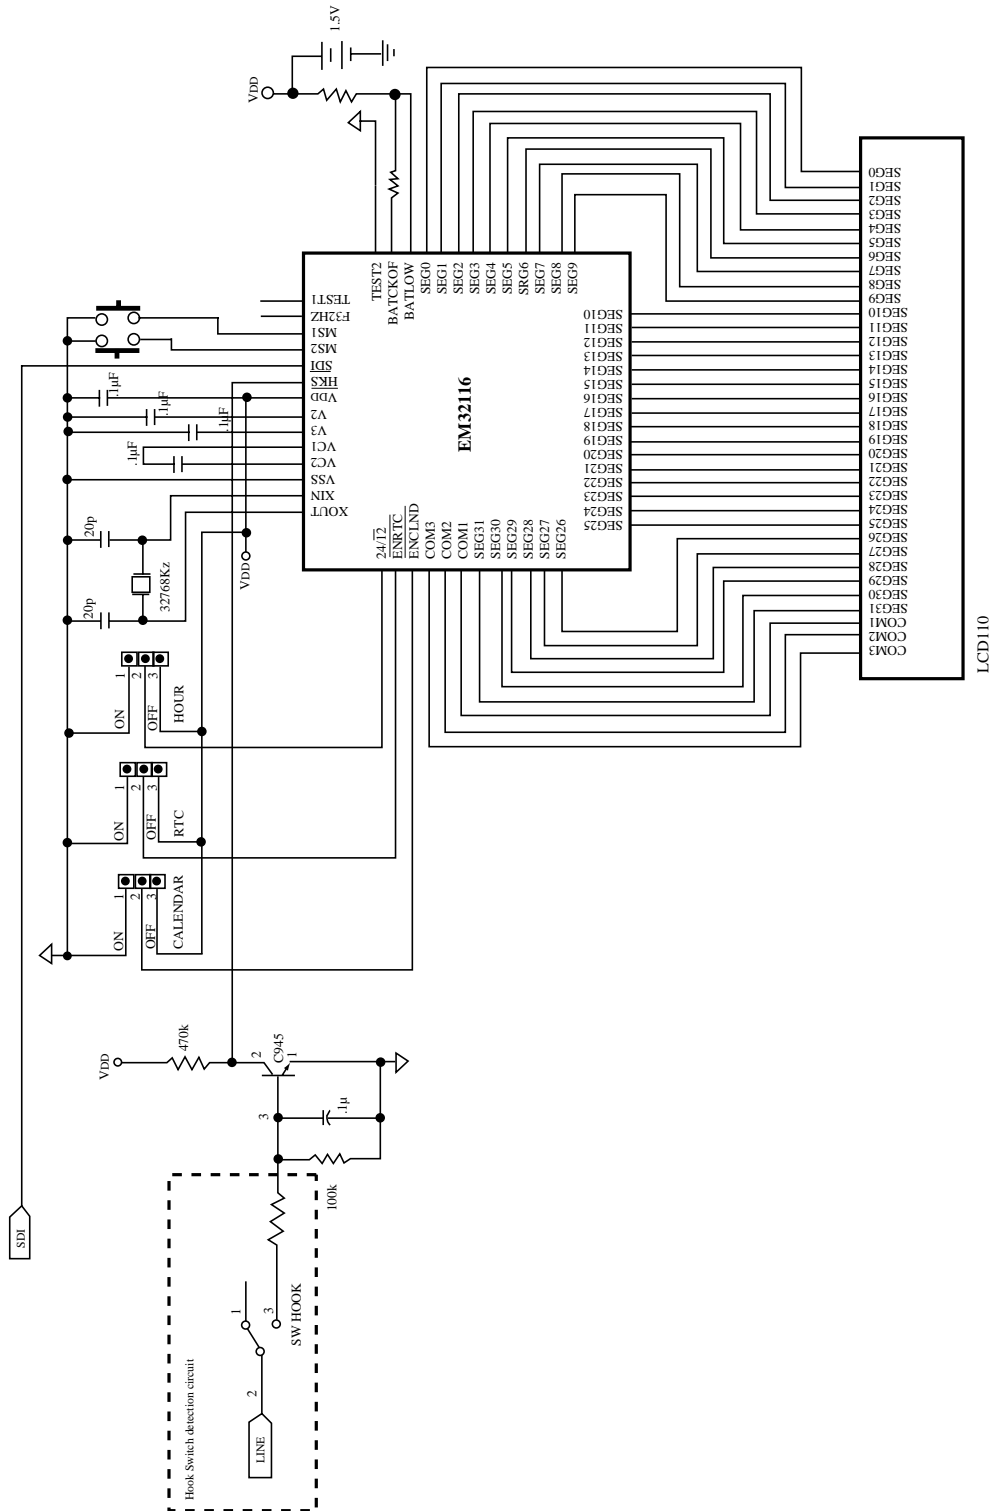 1.5V
VDD
TEST2
BATCKOF
BATLOW
SEG0
SEG1
SEG2
SEG3
SEG4
SEG5
SRG6
SEG7
SEG8
SEG9
TEST1
F32HZ
MS1
MS2
SDI
HKS
VDD
V2
V3
VC1
VC2
VSS
XIN
XOUT
EM32116
SEG10
SEG11
SEG12
SEG13
SEG14
SEG15
SEG16
SEG17
SEG18
SEG19
SEG20
SEG21
SEG22
SEG23
SEG24
SEG25
24/12
ENRTC
ENCLND
COM3
COM2
COM1
SEG31
SEG30
SEG29
SEG28
SEG27
SEG26
.1µF
.1µF
.1µF
.1µF
20p
20p
32768Kz
VDD
SEG0
SEG1
SEG2
SEG3
SEG4
SEG5
SEG6
SEG7
SEG8
SEG9
SEG10
SEG11
SEG12
SEG13
SEG14
SEG15
SEG16
SEG17
SEG18
SEG19
SEG20
SEG21
SEG22
SEG23
SEG24
SEG25
SEG26
SEG27
SEG28
SEG29
SEG30
SEG31
COM1
COM2
COM3
LCD110
1
2
3
ON
OFF
HOUR
1
2
3
ON
OFF
RTC
1
2
3
ON
OFF
CALENDAR
VDD
470k
2
C945
1
3
.1µ
100k
SDI
Hook Switch detection circuit
1
3
SW HOOK
2
LINE